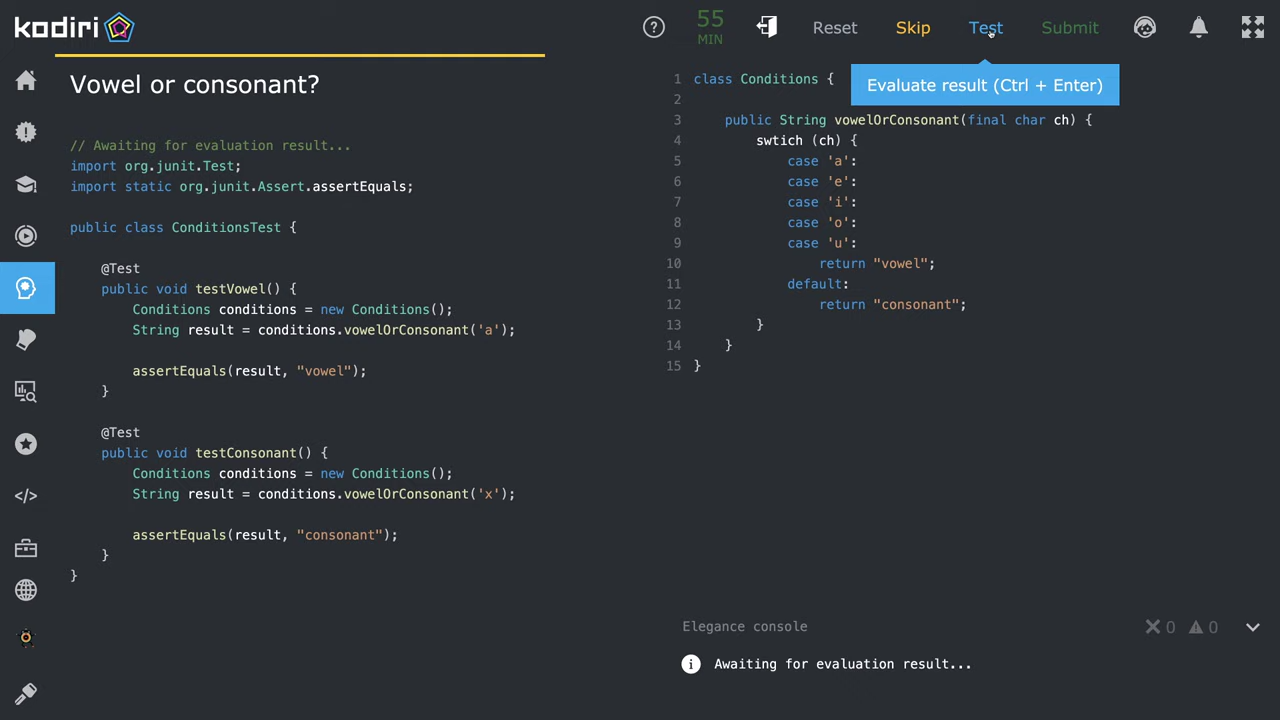 kodiri
55
MIN
Reset
Skip
Test
Submit
Evaluate result (Ctrl + Enter)
Vowel or consonant?
// Awaiting for evaluation result...
import org.junit.Test;
import static org.junit.Assert.assertEquals;
public class ConditionsTest {
@Test
public void testVowel() {
Conditions conditions = new Conditions();
String result = conditions.vowelOrConsonant('a');
assertEquals(result, "vowel");
}
@Test
public void testConsonant() {
Conditions conditions = new Conditions();
String result = conditions.vowelOrConsonant('x');
assertEquals(result, "consonant");
}
}
1 class Conditions {
2
3 public String vowelOrConsonant(final char ch) {
4 swtich (ch) {
5 case 'a':
6 case 'e':
7 case 'i':
8 case 'o':
9 case 'u':
10 return "vowel";
11 default:
12 return "consonant";
13 }
14 }
15 }
Elegance console
0
0
Awaiting for evaluation result...